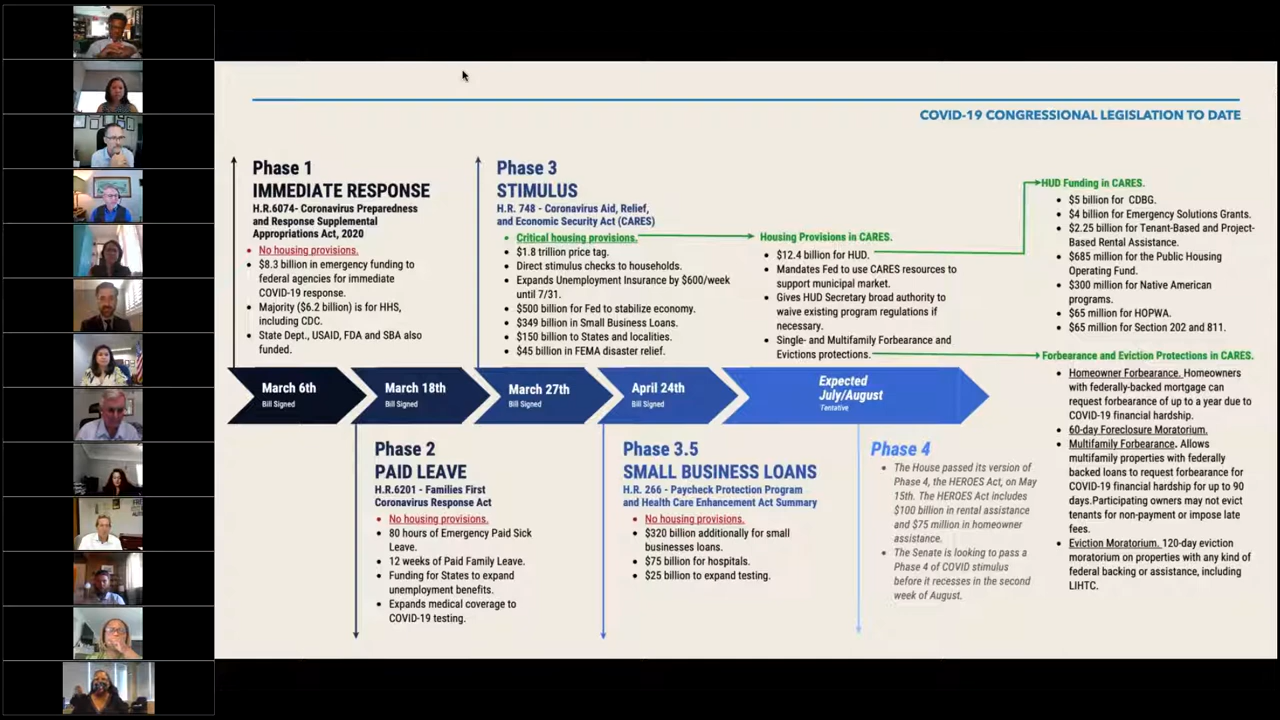 COVID-19 CONGRESSIONAL LEGISLATION TO DATE
Phase 1
IMMEDIATE RESPONSE
H.R.6074- Coronavirus Preparedness
and Response Supplemental
Appropriations Act, 2020
• No housing provisions.
• $8.3 billion in emergency funding to
federal agencies for immediate
COVID-19 response.
• Majority ($6.2 billion) is for HHS,
including CDC.
• State Dept., USAID, FDA and SBA also
funded.
Phase 3
STIMULUS
H.R. 748 - Coronavirus Aid, Relief,
and Economic Security Act (CARES)
• Critical housing provisions.
• $1.8 trillion price tag.
• Direct stimulus checks to households.
• Expands Unemployment Insurance by $600/week
until 7/31.
• $500 billion for Fed to stabilize economy.
• $349 billion in Small Business Loans.
• $150 billion to States and localities.
• $45 billion in FEMA disaster relief.
Housing Provisions in CARES.
• $12.4 billion for HUD.
• Mandates Fed to use CARES resources to
support municipal market.
• Gives HUD Secretary broad authority to
waive existing program regulations if
necessary.
• Single- and Multifamily Forbearance and
Evictions protections.
HUD Funding in CARES.
• $5 billion for CDBG.
• $4 billion for Emergency Solutions Grants.
• $2.25 billion for Tenant-Based and Project-
Based Rental Assistance.
• $685 million for the Public Housing
Operating Fund.
• $300 million for Native American
programs.
• $65 million for HOPWA.
• $65 million for Section 202 and 811.
Forbearance and Eviction Protections in CARES.
• Homeowner Forbearance. Homeowners
with federally-backed mortgage can
request forbearance of up to a year due to
COVID-19 financial hardship.
• 60-day Foreclosure Moratorium.
• Multifamily Forbearance. Allows
multifamily properties with federally
backed loans to request forbearance for
COVID-19 financial hardship for up to 90
days.Participating owners may not evict
tenants for non-payment or impose late
fees.
• Eviction Moratorium. 120-day eviction
moratorium on properties with any kind of
federal backing or assistance, including
LIHTC.
March 6th
Bill Signed
March 18th
Bill Signed
March 27th
Bill Signed
April 24th
Bill Signed
Expected
July/August
Tentative
Phase 2
PAID LEAVE
H.R.6201 - Families First
Coronavirus Response Act
• No housing provisions.
• 80 hours of Emergency Paid Sick
Leave.
• 12 weeks of Paid Family Leave.
• Funding for States to expand
unemployment benefits.
• Expands medical coverage to
COVID-19 testing.
Phase 3.5
SMALL BUSINESS LOANS
H.R. 266 - Paycheck Protection Program
and Health Care Enhancement Act Summary
• No housing provisions.
• $320 billion additionally for small
businesses loans.
• $75 billion for hospitals.
• $25 billion to expand testing.
Phase 4
• The House passed its version of
Phase 4, the HEROES Act, on May
15th. The HEROES Act includes
$100 billion in rental assistance
and $75 million in homeowner
assistance.
• The Senate is looking to pass a
Phase 4 of COVID stimulus
before it recesses in the second
week of August.